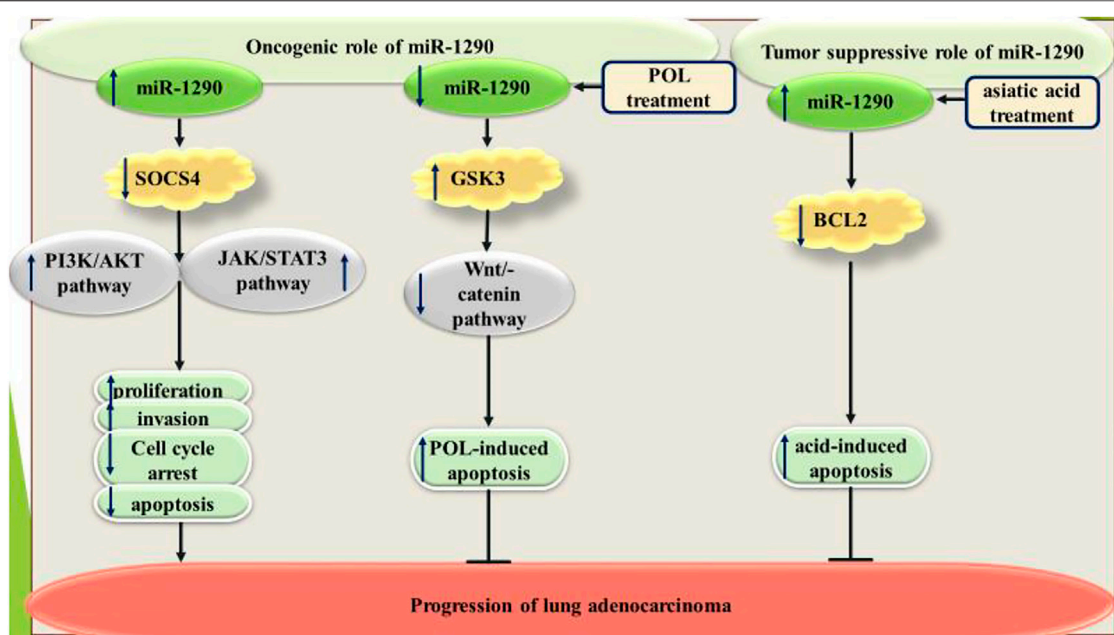 Oncogenic role of miR-1290
Tumor suppressive role of miR-1290
miR-1290
miR-1290
POL
treatment
miR-1290
asiatic acid
treatment
SOCS4
GSK3
BCL2
PI3K/AKT
pathway
JAK/STAT3
pathway
Wnt/-
catenin
pathway
proliferation
invasion
Cell cycle
arrest
apoptosis
POL-induced
apoptosis
acid-induced
apoptosis
Progression of lung adenocarcinoma